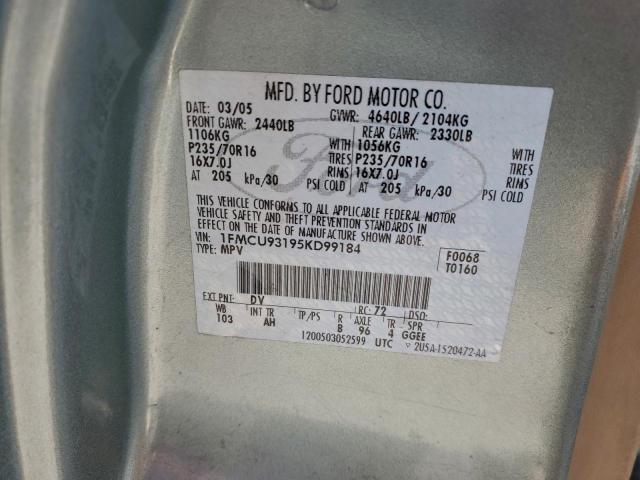 MFD. BY FORD MOTOR CO.
DATE 03/05 GVWR: 4640LB/ 2104KG
FRONT GAWR: 2440LB REAR GAWR: 2330LB
1106KG WITH 1056KG WITH
P235/70R16 TIRES P235/70R16 TIRES
16X7.0J RIMS 16X7.0J RIMS
AT 205 kPa/30 PSI COLD AT 205 kPa/30 PSI COLD
Ford
THIS VEHICLE CONFORMS TO ALL APPLICABLE FEDERAL MOTOR
VEHICLE SAFETY AND THEFT PREVENTION STANDARDS IN
EFFECT ON THE DATE OF MANUFACTURE SHOWN ABOVE.
VIN: 1FMCU93195KD99184 F0068
TYPE: MPV T0160
EXT PNT: DV RC: 72 DSO:
WB INT TR TP/PS R AXLE TR SPR
103 AH B 96 4 GGEE
1200503052599 UTC 2U5A-1520472-AA